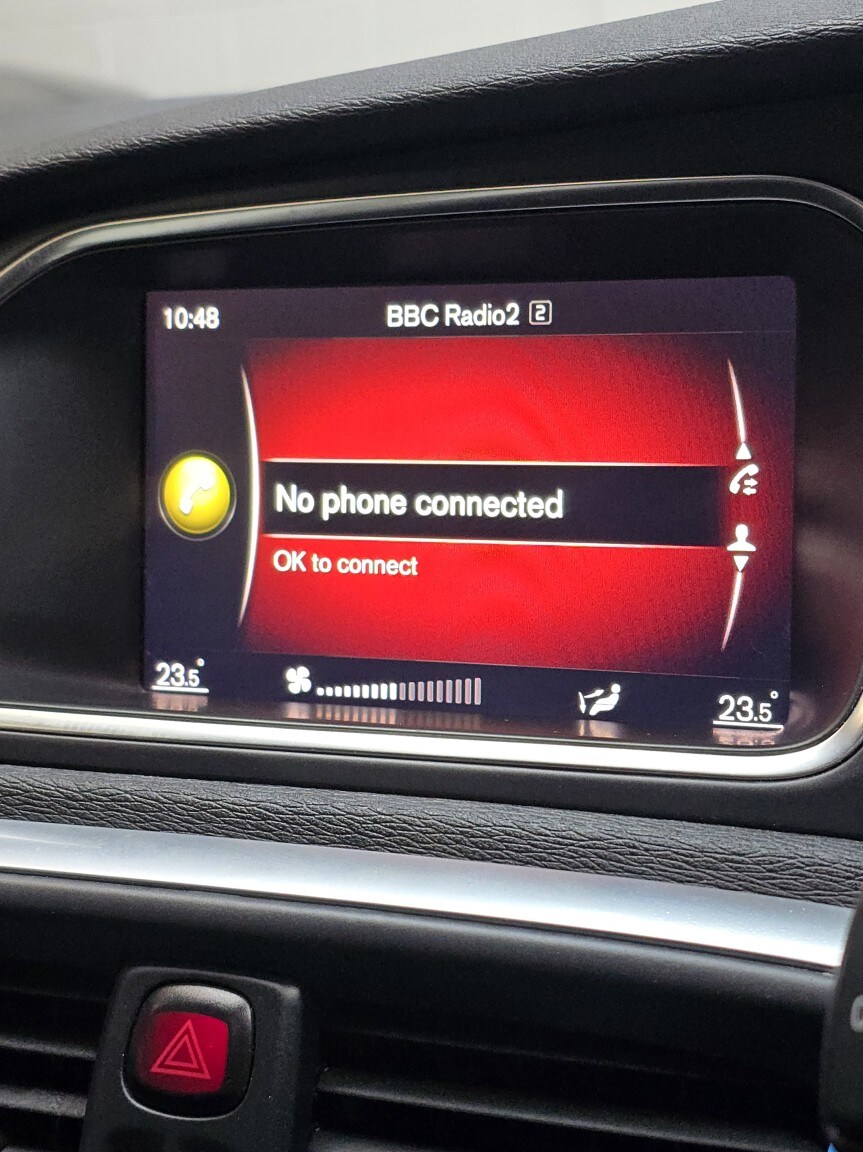 10:48
BBC Radio2 2
No phone connected
OK to connect
23.5°
23.5°